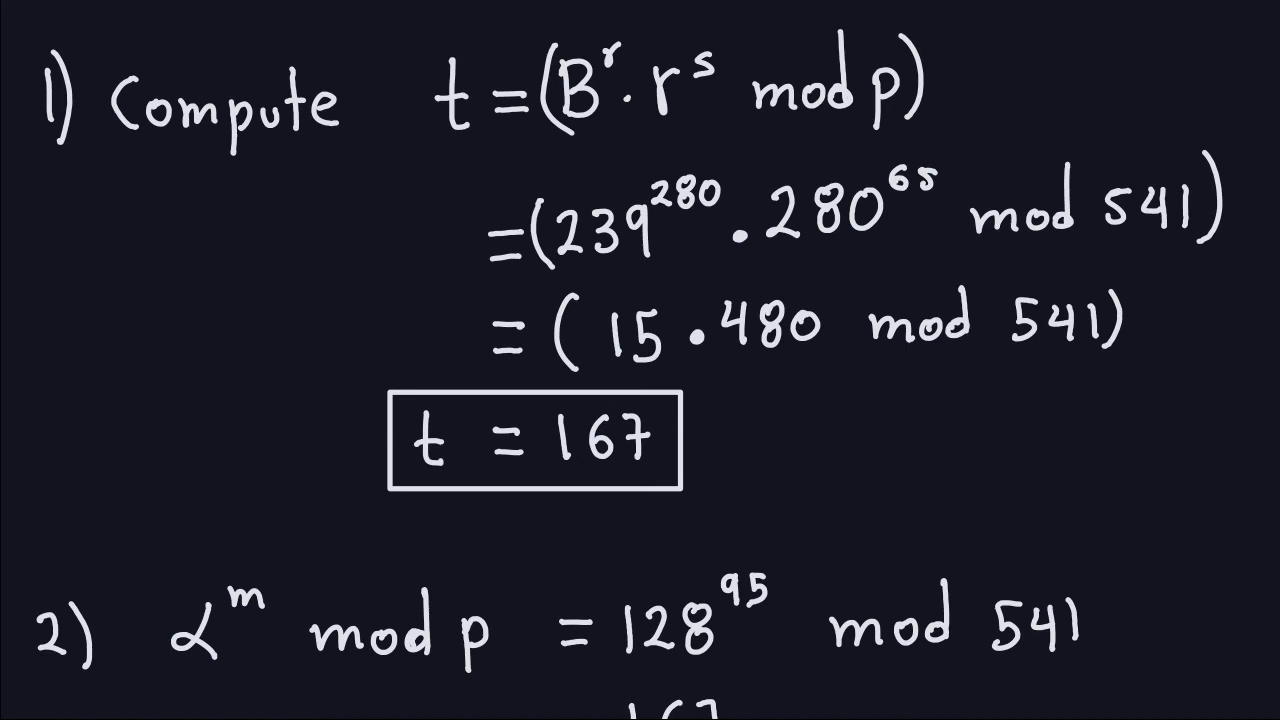 1) Compute t = (B^r · r^s mod p)
= (239^280 · 280^65 mod 541)
= (15 · 480 mod 541)
t = 167
2) α^m mod p = 128^95 mod 541
167